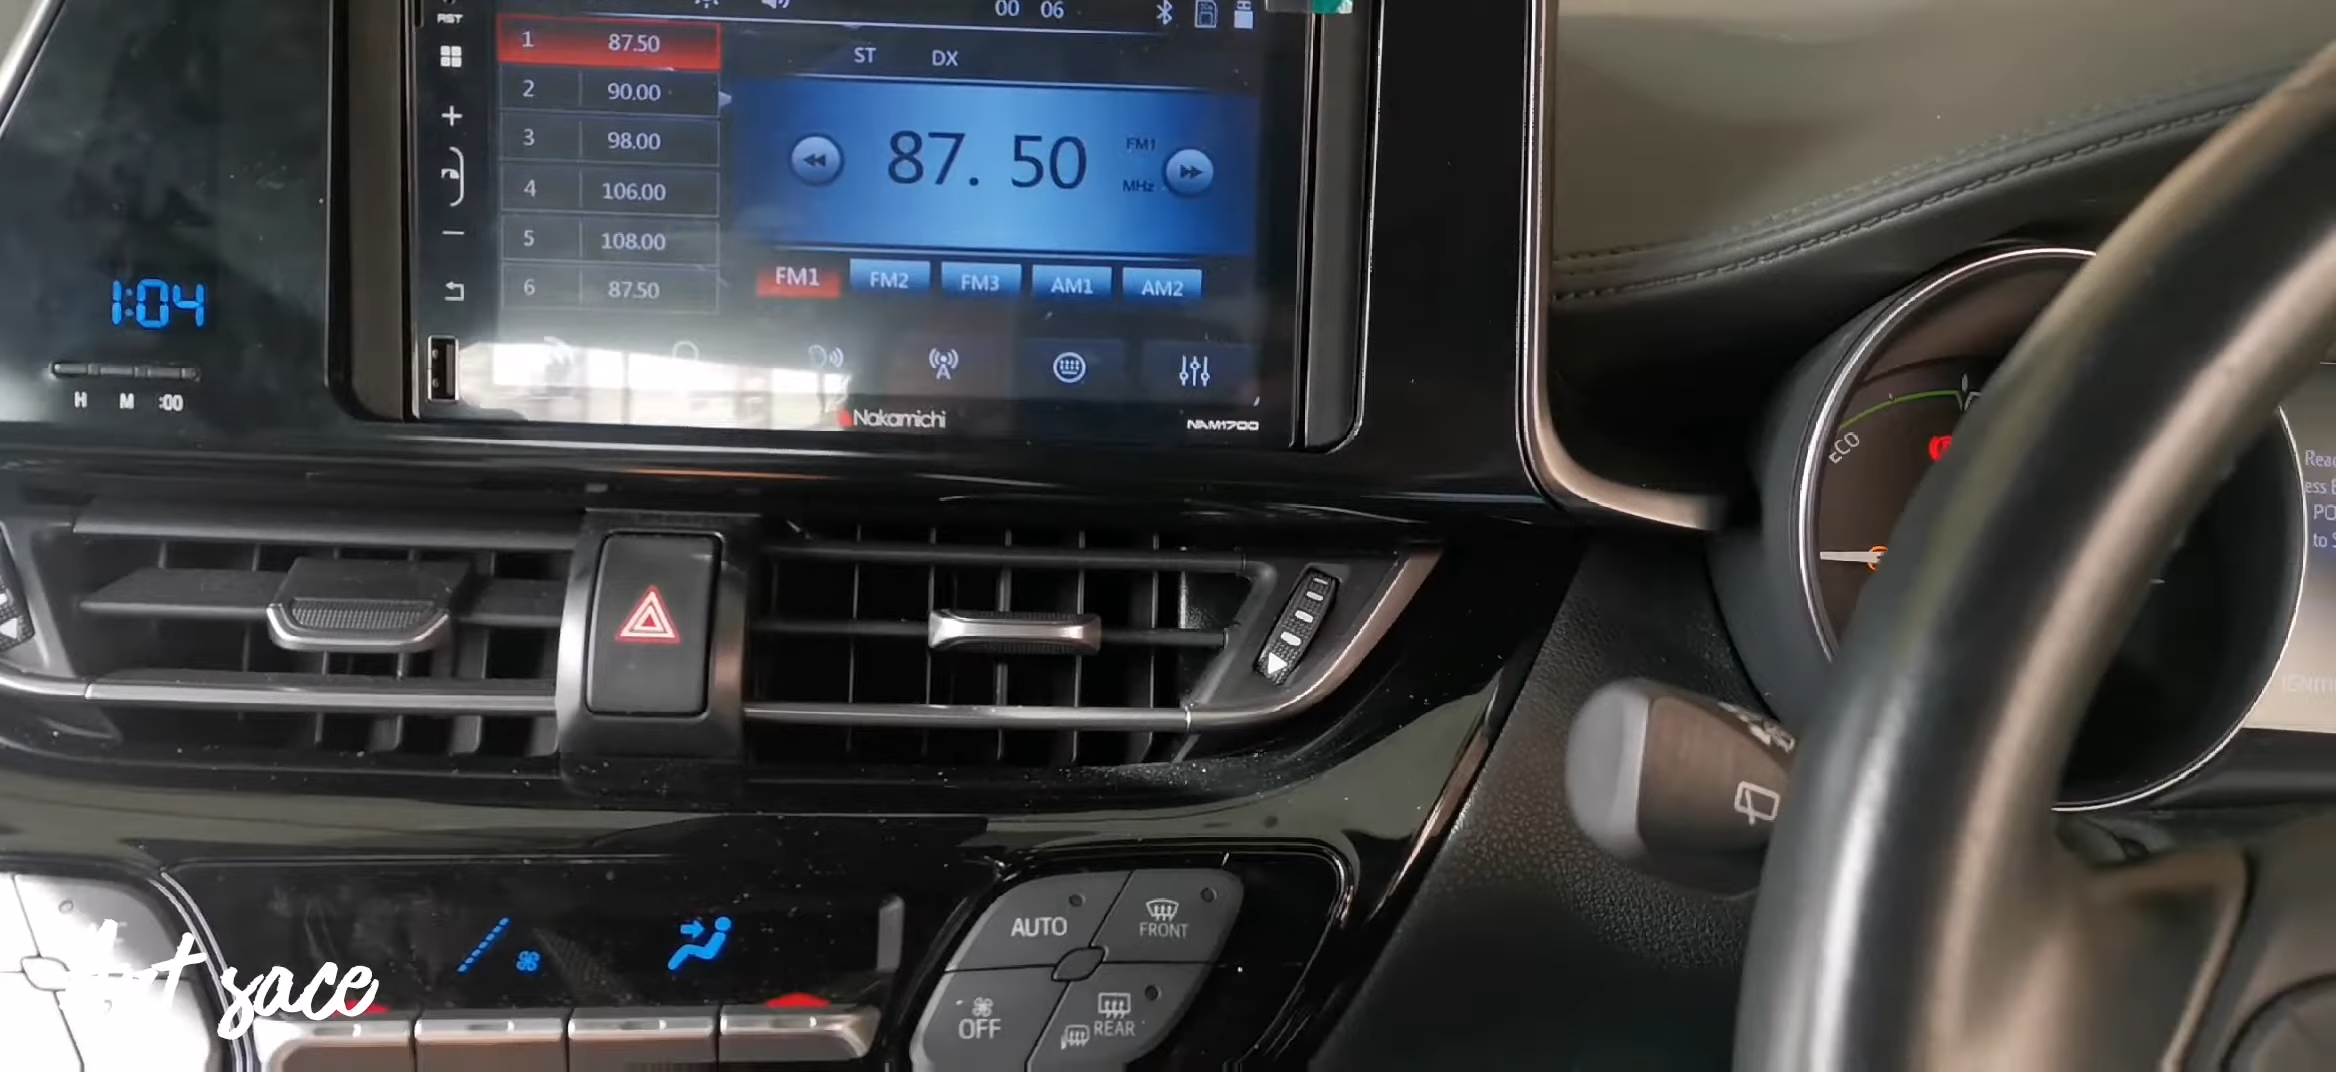 00 06
RST
1 87.50
ST DX
2 90.00
3 98.00
87. 50
FM1
MHz
4 106.00
5 108.00
6 87.50
FM1 FM2 FM3 AM1 AM2
1:04
H M :00
Nakamichi
NAM1700
ECO
PO
to S
AUTO
FRONT
OFF
REAR